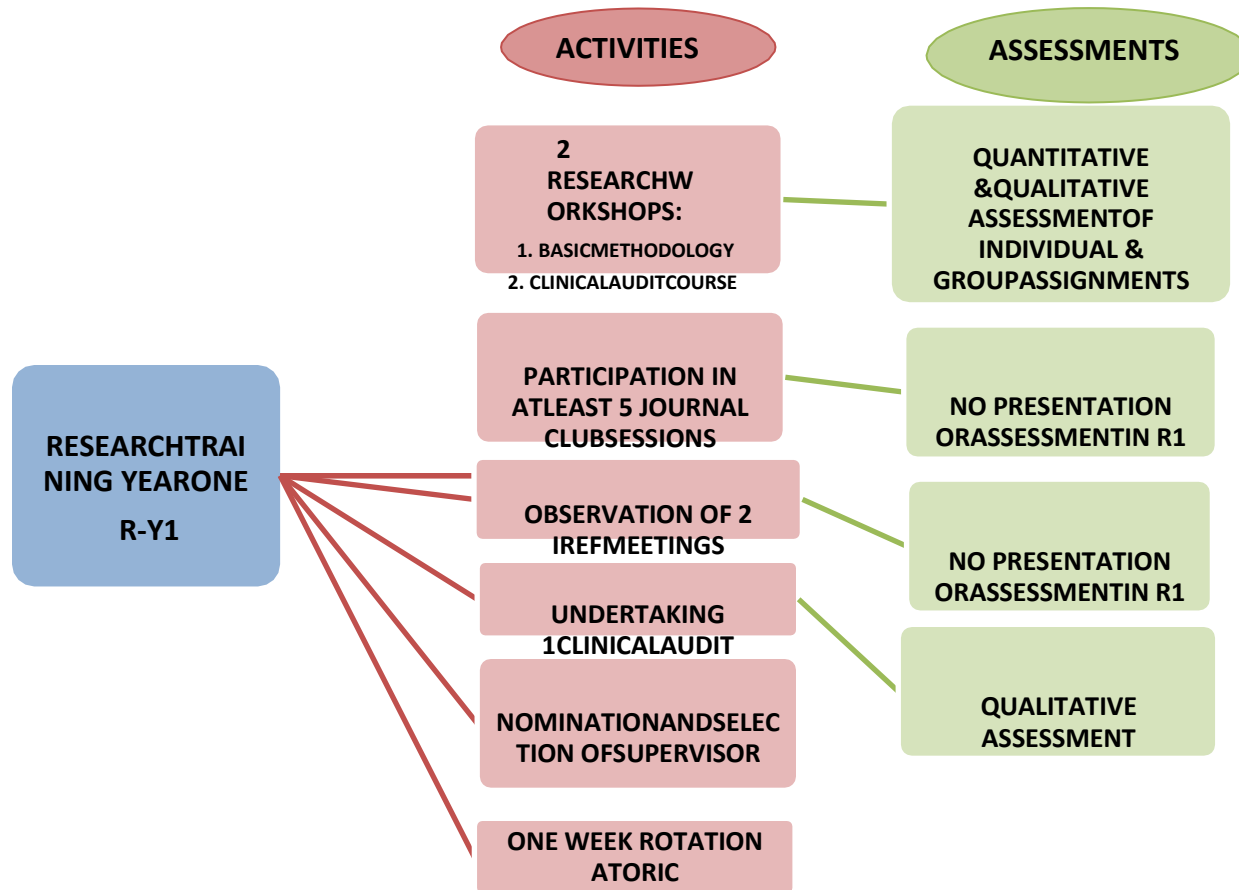 ACTIVITIES
ASSESSMENTS
2
RESEARCHW
ORKSHOPS:
1. BASICMETHODOLOGY
2. CLINICALAUDITCOURSE
QUANTITATIVE
&QUALITATIVE
ASSESSMENTOF
INDIVIDUAL &
GROUPASSIGNMENTS
PARTICIPATION IN
ATLEAST 5 JOURNAL
CLUBSESSIONS
NO PRESENTATION
ORASSESSMENTIN R1
RESEARCHTRAI
NING YEARONE
R-Y1
OBSERVATION OF 2
IREFMEETINGS
NO PRESENTATION
ORASSESSMENTIN R1
UNDERTAKING
1CLINICALAUDIT
QUALITATIVE
ASSESSMENT
NOMINATIONANDSELEC
TION OFSUPERVISOR
ONE WEEK ROTATION
ATORIC